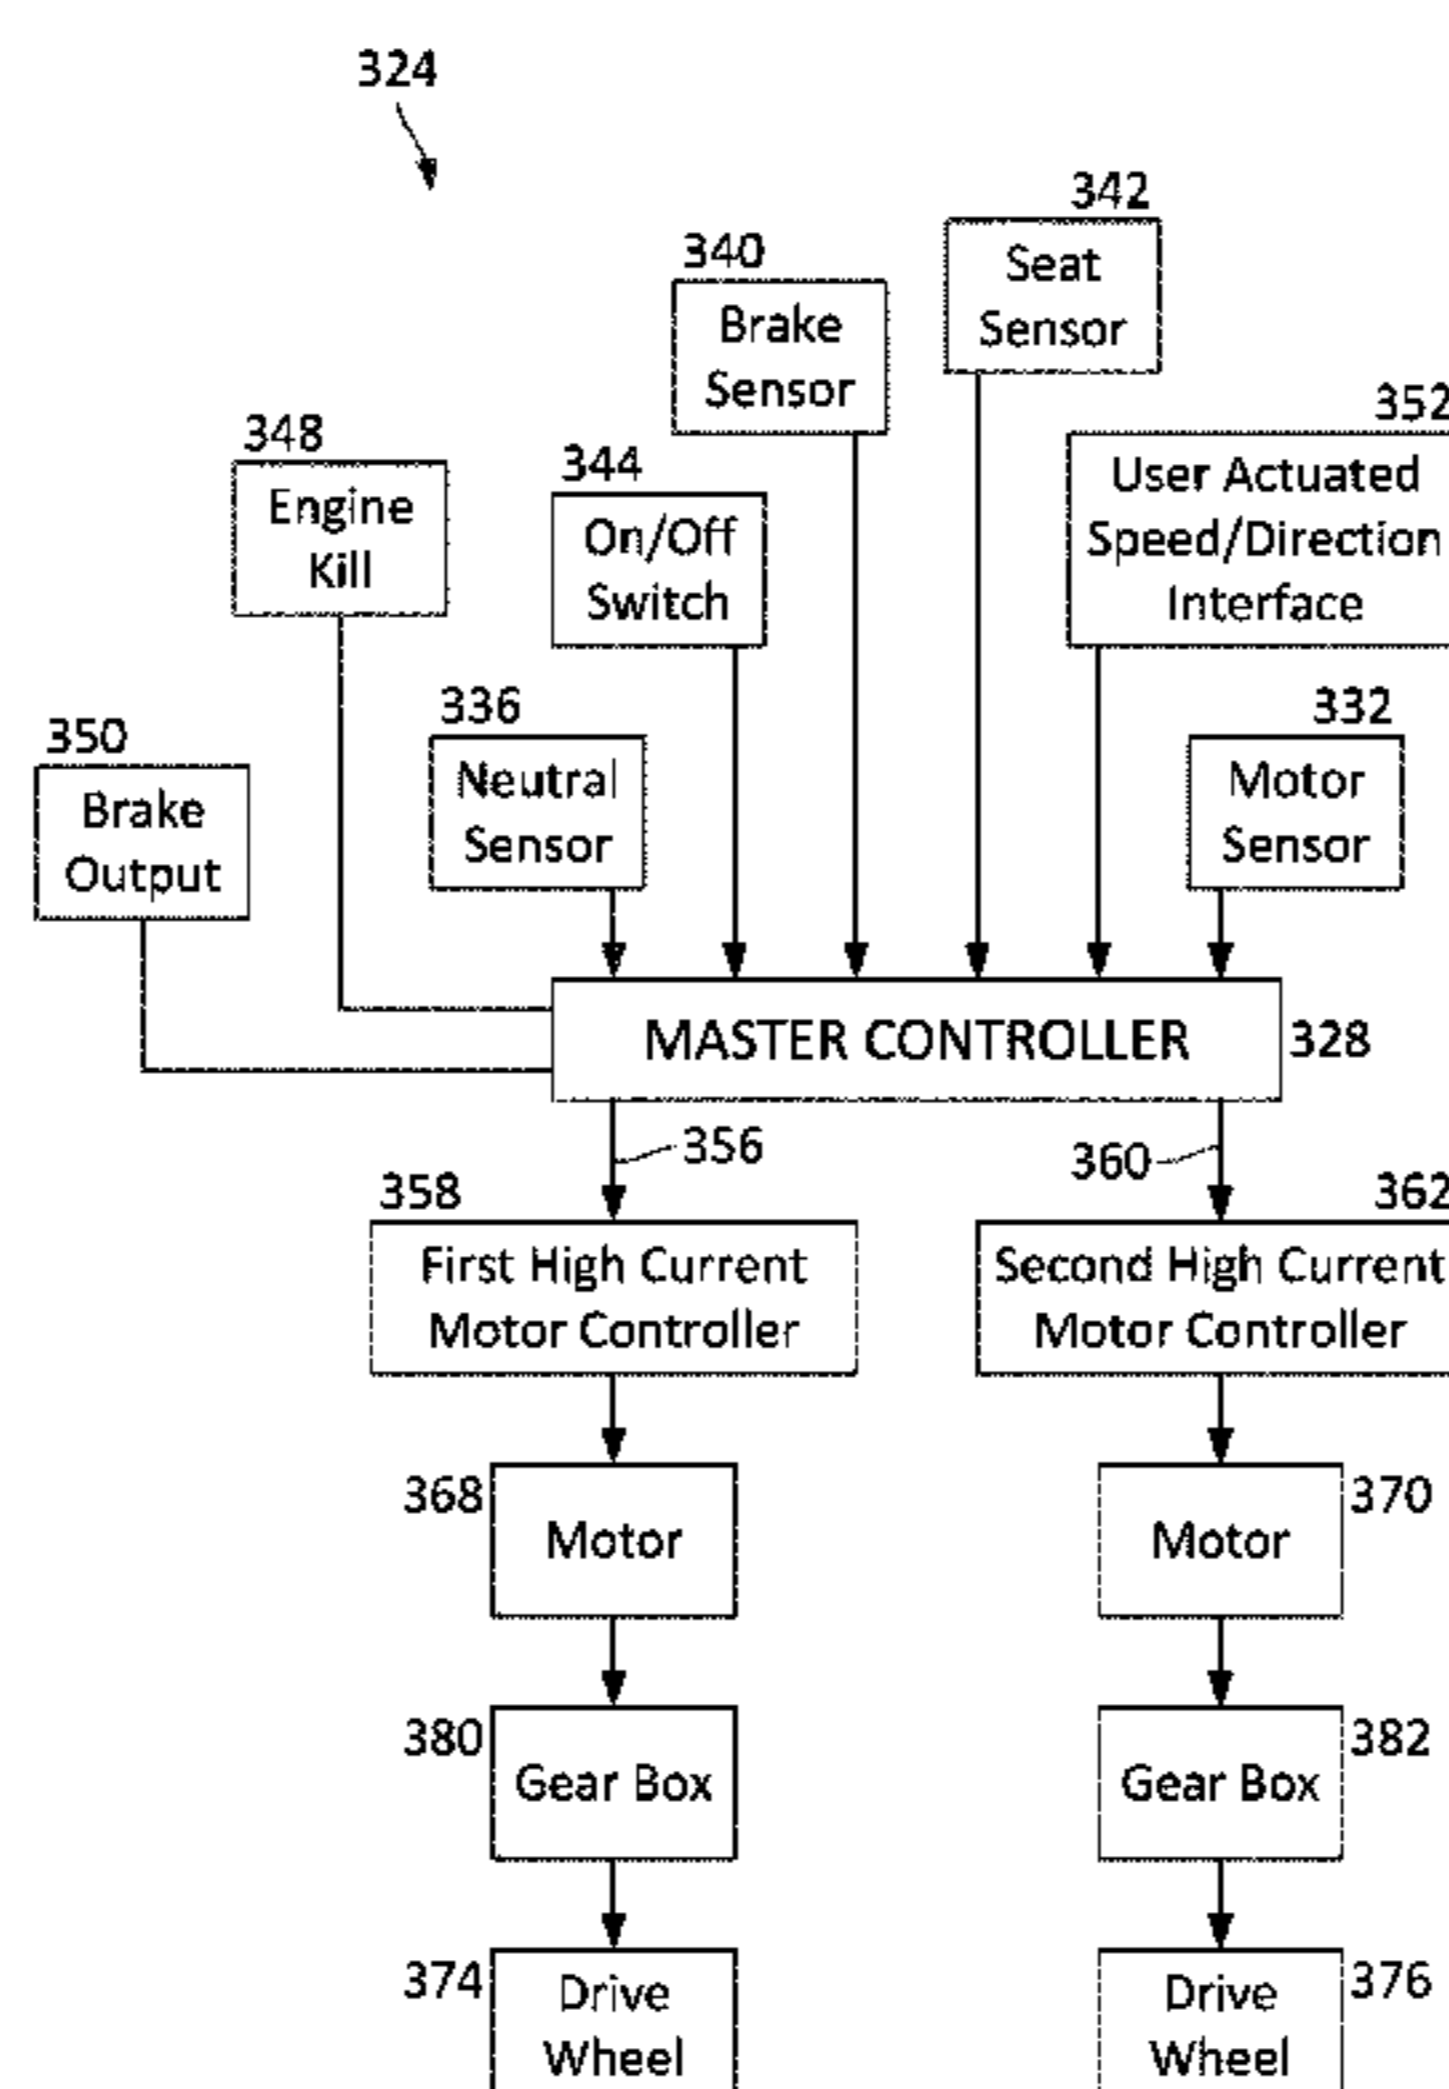 324
342
Seat
Sensor
340
Brake
Sensor
352
User Actuated
Speed/Direction
Interface
348
Engine
Kill
344
On/Off
Switch
336
Neutral
Sensor
332
Motor
Sensor
350
Brake
Output
MASTER CONTROLLER
328
356
360
358
First High Current
Motor Controller
362
Second High Current
Motor Controller
368
Motor
370
Motor
380
Gear Box
382
Gear Box
374
Drive
Wheel
376
Drive
Wheel